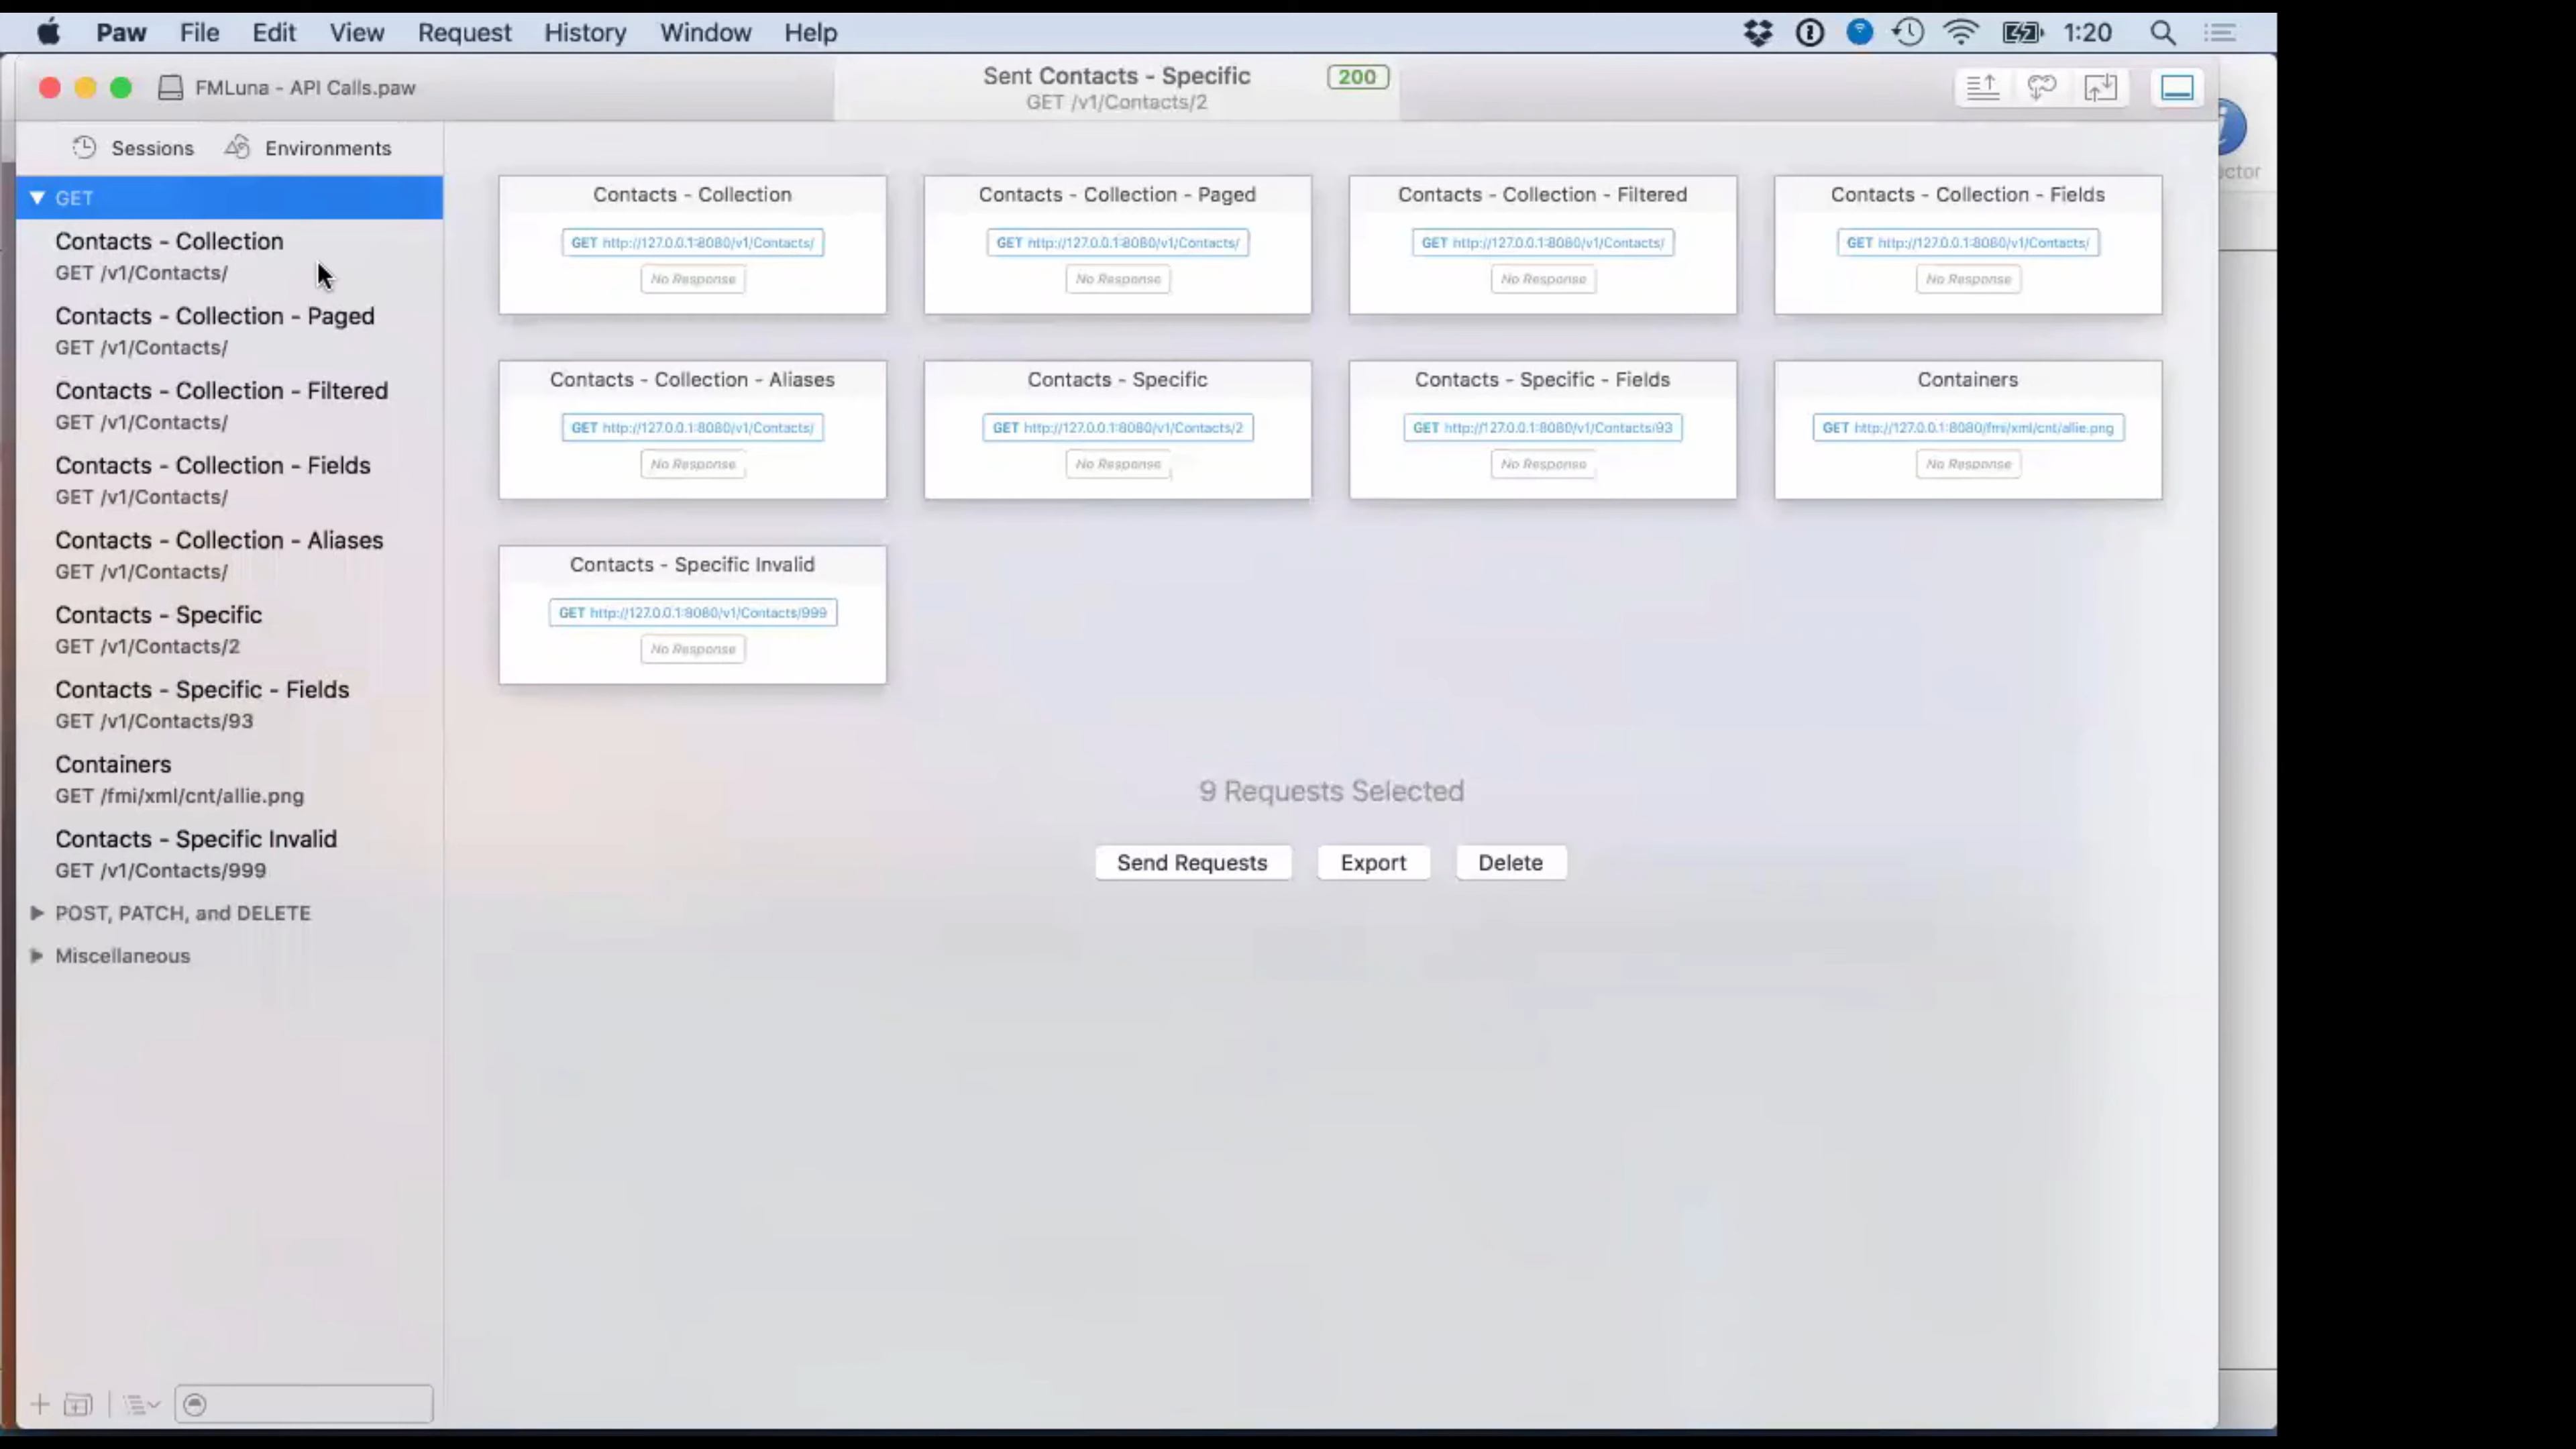 Paw File Edit View Request History Window Help 1:20
FMLuna - API Calls.paw
Sent Contacts - Specific 200
GET /v1/Contacts/2
Sessions Environments
GET
Contacts - Collection
GET /v1/Contacts/
Contacts - Collection - Paged
GET /v1/Contacts/
Contacts - Collection - Filtered
GET /v1/Contacts/
Contacts - Collection - Fields
GET /v1/Contacts/
Contacts - Collection - Aliases
GET /v1/Contacts/
Contacts - Specific
GET /v1/Contacts/2
Contacts - Specific - Fields
GET /v1/Contacts/93
Containers
GET /fmi/xml/cnt/allie.png
Contacts - Specific Invalid
GET /v1/Contacts/999
POST, PATCH, and DELETE
Miscellaneous
Contacts - Collection
GET http://127.0.0.1:8080/v1/Contacts/
No Response
Contacts - Collection - Paged
GET http://127.0.0.1:8080/v1/Contacts/
No Response
Contacts - Collection - Filtered
GET http://127.0.0.1:8080/v1/Contacts/
No Response
Contacts - Collection - Fields
GET http://127.0.0.1:8080/v1/Contacts/
No Response
Contacts - Collection - Aliases
GET http://127.0.0.1:8080/v1/Contacts/
No Response
Contacts - Specific
GET http://127.0.0.1:8080/v1/Contacts/2
No Response
Contacts - Specific - Fields
GET http://127.0.0.1:8080/v1/Contacts/93
No Response
Containers
GET http://127.0.0.1:8080/fmi/xml/cnt/allie.png
No Response
Contacts - Specific Invalid
GET http://127.0.0.1:8080/v1/Contacts/999
No Response
9 Requests Selected
Send Requests Export Delete